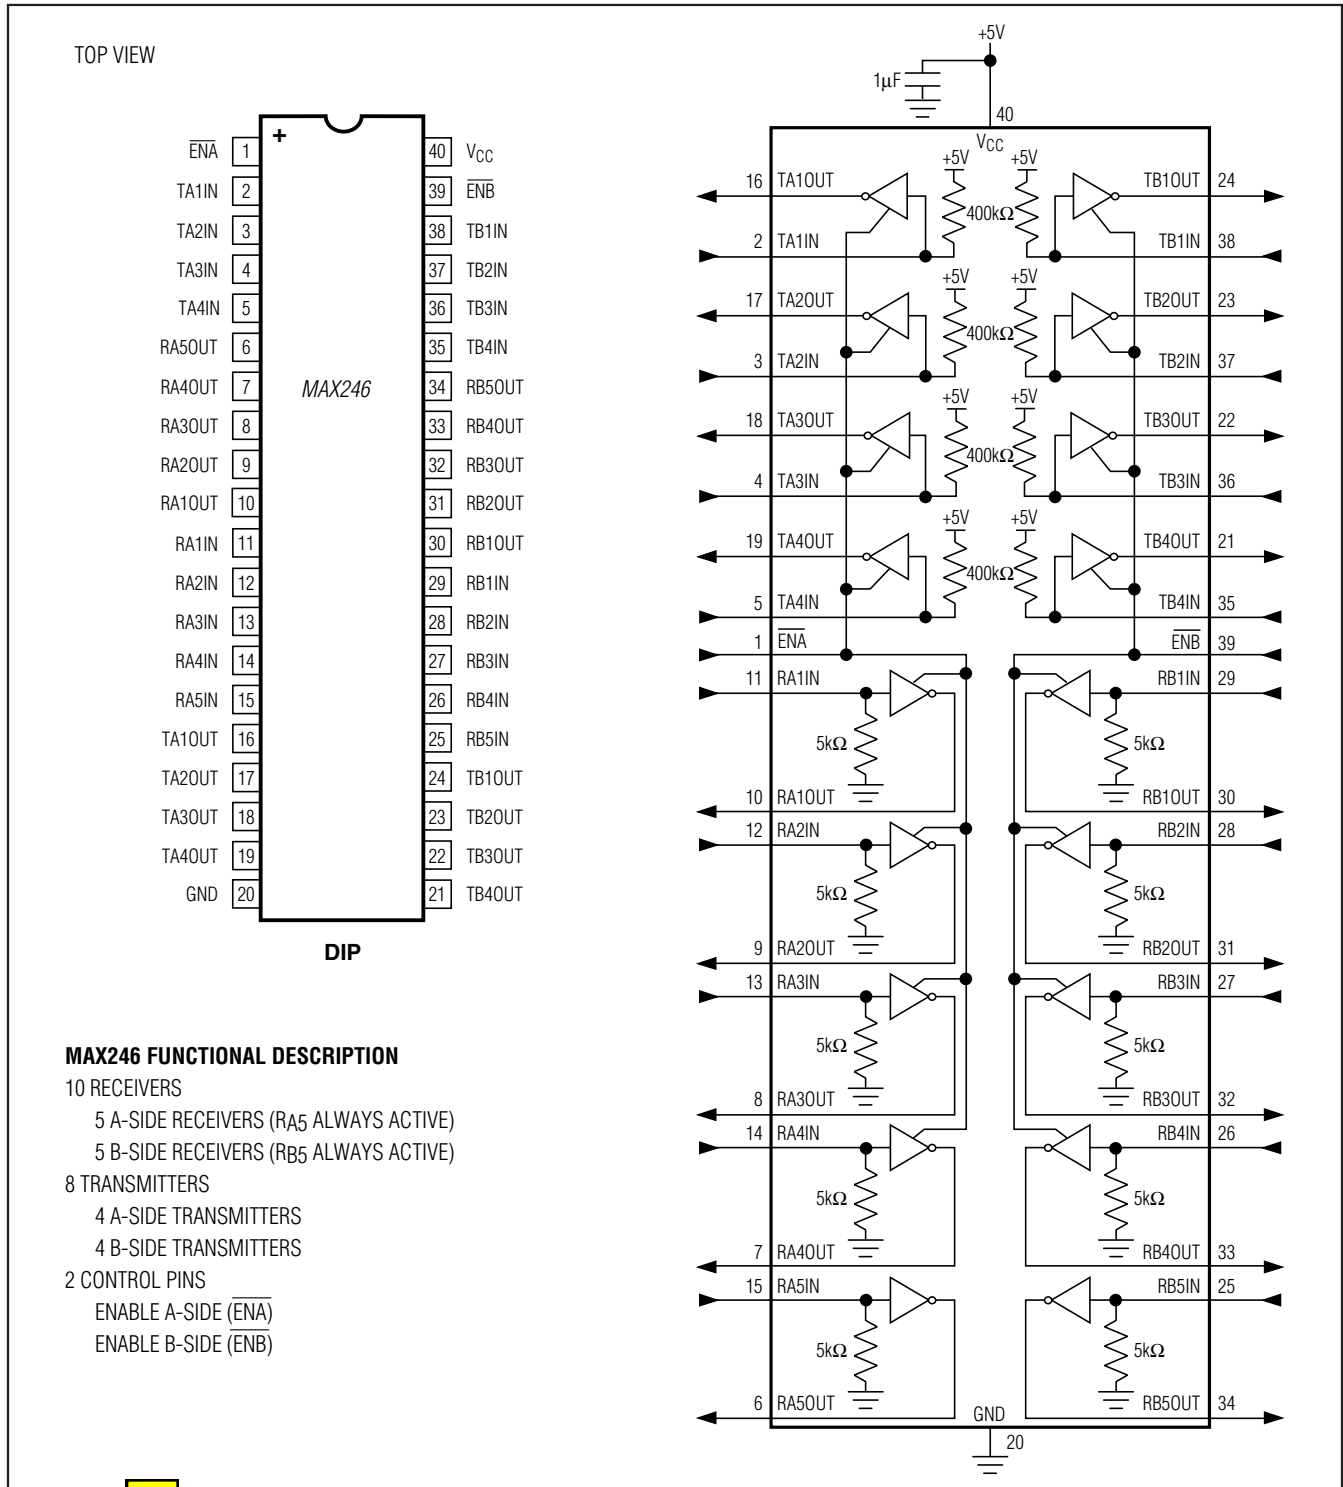 TOP VIEW
+
ENA 1
TA1IN 2
TA2IN 3
TA3IN 4
TA4IN 5
RA5OUT 6
RA4OUT 7
RA3OUT 8
RA2OUT 9
RA1OUT 10
RA1IN 11
RA2IN 12
RA3IN 13
RA4IN 14
RA5IN 15
TA1OUT 16
TA2OUT 17
TA3OUT 18
TA4OUT 19
GND 20
MAX246
40 VCC
39 ENB
38 TB1IN
37 TB2IN
36 TB3IN
35 TB4IN
34 RB5OUT
33 RB4OUT
32 RB3OUT
31 RB2OUT
30 RB1OUT
29 RB1IN
28 RB2IN
27 RB3IN
26 RB4IN
25 RB5IN
24 TB1OUT
23 TB2OUT
22 TB3OUT
21 TB4OUT
DIP
MAX246 FUNCTIONAL DESCRIPTION
10 RECEIVERS
5 A-SIDE RECEIVERS (RA5 ALWAYS ACTIVE)
5 B-SIDE RECEIVERS (RB5 ALWAYS ACTIVE)
8 TRANSMITTERS
4 A-SIDE TRANSMITTERS
4 B-SIDE TRANSMITTERS
2 CONTROL PINS
ENABLE A-SIDE (ENA)
ENABLE B-SIDE (ENB)
+5V
1µF
40
VCC
+5V +5V
16 TA1OUT TB1OUT 24
400kΩ
2 TA1IN TB1IN 38
+5V +5V
17 TA2OUT TB2OUT 23
400kΩ
3 TA2IN TB2IN 37
+5V +5V
18 TA3OUT TB3OUT 22
400kΩ
4 TA3IN TB3IN 36
+5V +5V
19 TA4OUT TB4OUT 21
400kΩ
5 TA4IN TB4IN 35
1 ENA ENB 39
11 RA1IN RB1IN 29
5kΩ 5kΩ
10 RA1OUT RB1OUT 30
12 RA2IN RB2IN 28
5kΩ 5kΩ
9 RA2OUT RB2OUT 31
13 RA3IN RB3IN 27
5kΩ 5kΩ
8 RA3OUT RB3OUT 32
14 RA4IN RB4IN 26
5kΩ 5kΩ
7 RA4OUT RB4OUT 33
15 RA5IN RB5IN 25
5kΩ 5kΩ
6 RA5OUT RB5OUT 34
GND
20